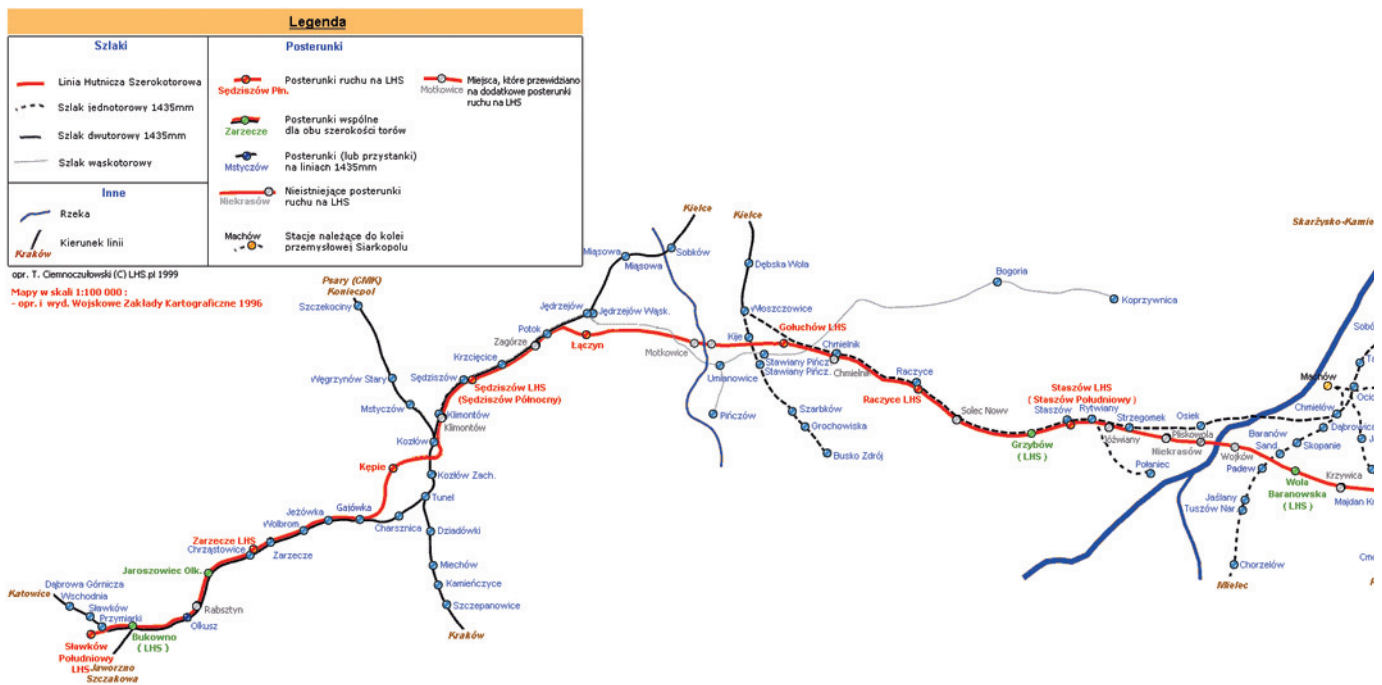 Legenda
Szlaki
Linia Hutnicza Szerokotorowa
Szlak jednotorowy 1435mm
Szlak dwutorowy 1435mm
Szlak wąskotorowy
Inne
Rzeka
Kierunek linii
Kraków
Posterunki
Posterunki ruchu na LHS
Sędziszów Płn.
Posterunki wspólne
dla obu szerokości torów
Zarzecze
Posterunki (lub przystanki)
na liniach 1435mm
Mstyczów
Nieistniejące posterunki
ruchu na LHS
Niekrasów
Machów
Stacje należące do kolei
przemysłowej Siarkopolu
Miejsca, które przewidziano
na dodatkowe posterunki
ruchu na LHS
Motkowice
opr. T. Ciemnoczułowski (C) LHS.pl 1999
Mapy w skali 1:100 000 :
- opr. i wyd. Wojskowe Zakłady Kartograficzne 1996
Psary (CMK)
Koniecpol
Szczekociny
Węgrzynów Stary
Mstyczów
Kozłów
Kozłów Zach.
Tunel
Dziadówki
Miechów
Kamieńczyce
Szczepanowice
Kraków
Charsznica
Kępie
Klimontów
Klimontów
Sędziszów
Sędziszów LHS
(Sędziszów Północny)
Krzcięcice
Zagórze
Potok
Jędrzejów
Jędrzejów Wąsk.
Miąsowa
Miąsowa
Sobków
Kielce
Łączyn
Motkowice
Umianowice
Pińczów
Kielce
Dębska Wola
Włoszczowice
Kije
Stawiany Pińcz.
Stawiany Pińcz.
Szarbków
Grochowiska
Busko Zdrój
Gołuchów LHS
Chmielnik
Chmielnik
Bogoria
Koprzywnica
Raczyce
Raczyce LHS
Solec Nowy
Grzybów
(LHS)
Staszów LHS
( Staszów Południowy )
Staszów
Rytwiany
Strzegomek
Osiek
Połaniec
Pliskowola
Niekrasów
Wojków
Baranów
Sand.
Skopanie
Padew
Jaślany
Tuszów Nar.
Chorzelów
Mielec
Wola
Baranowska
(LHS)
Krzywica
Majdan Kr
Machów
Chmielów
Dąbrowica
Ocic
Sobó
Skarżysko-Kamie
Cmo
Gajówka
Jeżówka
Wolbrom
Zarzecze
Zarzecze LHS
Chrząstowice
Jaroszowiec Olk.
Rabsztyn
Olkusz
Bukowno
(LHS)
Katowice
Dąbrowa Górnicza
Wschodnia
Sławków
Przymiarki
Sławków
Południowy
LHS
Jaworzno
Szczakowa